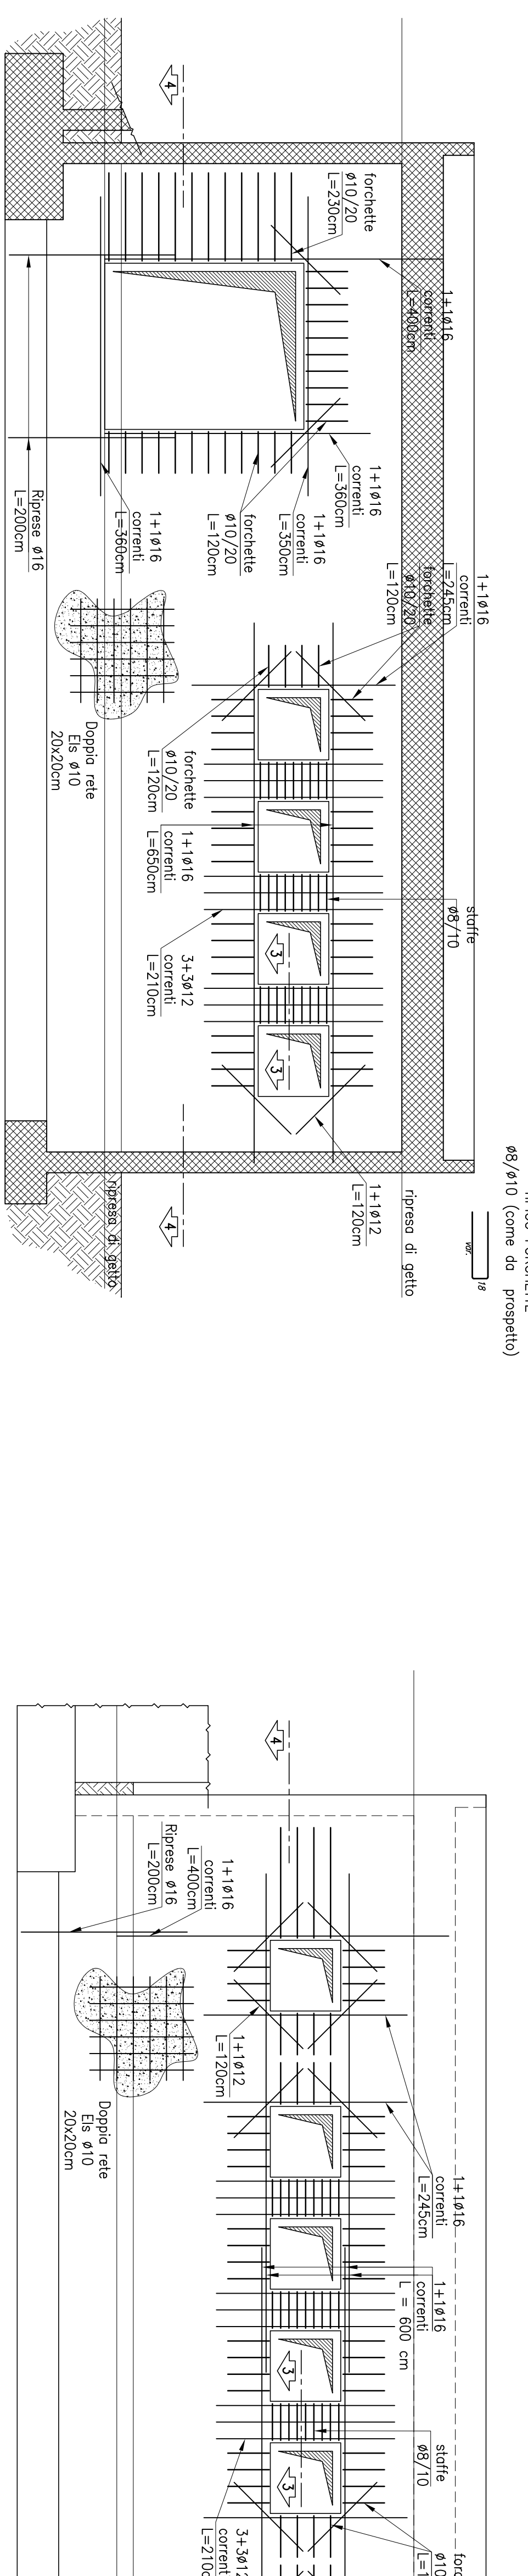 4
forchette
ø10/20
L=230cm
1+1ø16
correnti
L=400cm
1+1ø16
correnti
L=360cm
1+1ø16
correnti
L=350cm
forchette
ø10/20
L=120cm
1+1ø16
correnti
L=360cm
Riprese ø16
L=200cm
Doppia rete
Els ø10
20x20cm
1+1ø16
correnti
L=245cm
forchette
ø10/20
L=120cm
forchette
ø10/20
L=120cm
1+1ø16
correnti
L=650cm
3+3ø12
correnti
L=210cm
staffe
ø8/10
3
3
1+1ø12
L=120cm
ripresa di getto
ripresa di getto
4
ø8/ø10 (come da prospetto)
var.
18
4
1+1ø16
correnti
L=400cm
Riprese ø16
L=200cm
Doppia rete
Els ø10
20x20cm
1+1ø12
L=120cm
1+1ø16
correnti
L=245cm
1+1ø16
correnti
L = 600 cm
3
3
staffe
ø8/10
3+3ø12